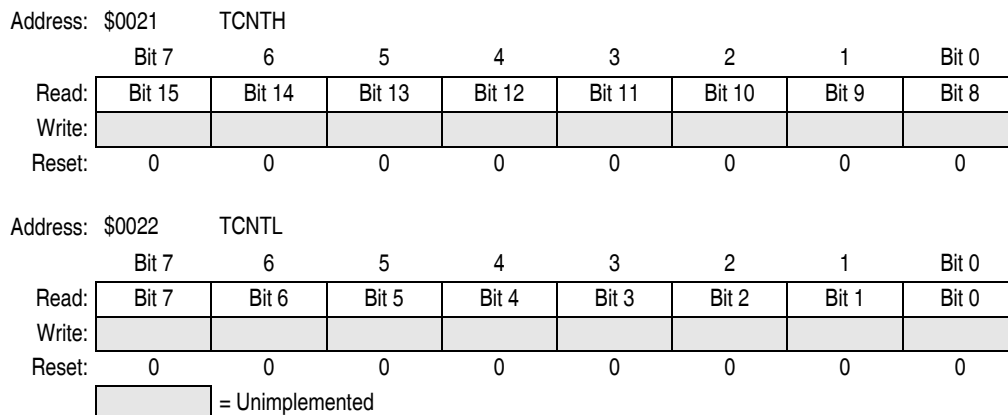 Address: $0021 TCNTH
Bit 7 6 5 4 3 2 1 Bit 0
Read: Bit 15 Bit 14 Bit 13 Bit 12 Bit 11 Bit 10 Bit 9 Bit 8
Write:
Reset: 0 0 0 0 0 0 0 0
Address: $0022 TCNTL
Bit 7 6 5 4 3 2 1 Bit 0
Read: Bit 7 Bit 6 Bit 5 Bit 4 Bit 3 Bit 2 Bit 1 Bit 0
Write:
Reset: 0 0 0 0 0 0 0 0
= Unimplemented